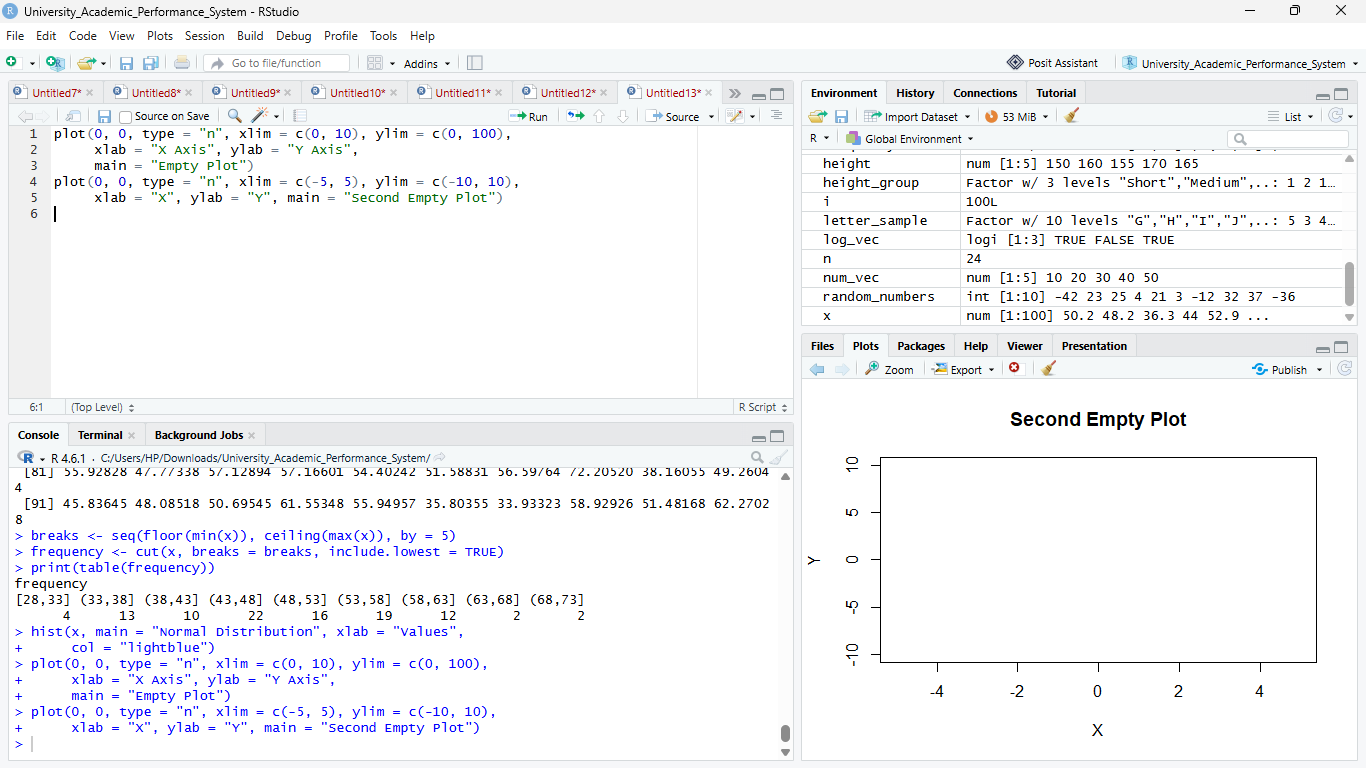 University_Academic_Performance_System - RStudio
File Edit Code View Plots Session Build Debug Profile Tools Help
Go to file/function Addins Posit Assistant University_Academic_Performance_System
Untitled7* Untitled8* Untitled9* Untitled10* Untitled11* Untitled12* Untitled13*
Source on Save Run Source
1 plot(0, 0, type = "n", xlim = c(0, 10), ylim = c(0, 100),
2      xlab = "X Axis", ylab = "Y Axis",
3      main = "Empty Plot")
4 plot(0, 0, type = "n", xlim = c(-5, 5), ylim = c(-10, 10),
5      xlab = "X", ylab = "Y", main = "Second Empty Plot")
6
6:1 (Top Level) R Script
Console Terminal Background Jobs
R 4.6.1 · C:/Users/HP/Downloads/University_Academic_Performance_System/
[81] 55.92828 47.77338 57.12894 57.16601 54.40242 51.58831 56.59764 72.20520 38.16055 49.2604
4
[91] 45.83645 48.08518 50.69545 61.55348 55.94957 35.80355 33.93323 58.92926 51.48168 62.2702
8
> breaks <- seq(floor(min(x)), ceiling(max(x)), by = 5)
> frequency <- cut(x, breaks = breaks, include.lowest = TRUE)
> print(table(frequency))
frequency
[28,33] (33,38] (38,43] (43,48] (48,53] (53,58] (58,63] (63,68] (68,73]
4 13 10 22 16 19 12 2 2
> hist(x, main = "Normal Distribution", xlab = "Values",
+      col = "lightblue")
> plot(0, 0, type = "n", xlim = c(0, 10), ylim = c(0, 100),
+      xlab = "X Axis", ylab = "Y Axis",
+      main = "Empty Plot")
> plot(0, 0, type = "n", xlim = c(-5, 5), ylim = c(-10, 10),
+      xlab = "X", ylab = "Y", main = "Second Empty Plot")
>
Environment History Connections Tutorial
Import Dataset 53 MiB List
R Global Environment
height num [1:5] 150 160 155 170 165
height_group Factor w/ 3 levels "Short","Medium",..: 1 2 1…
i 100L
letter_sample Factor w/ 10 levels "G","H","I","J",..: 5 3 4…
log_vec logi [1:3] TRUE FALSE TRUE
n 24
num_vec num [1:5] 10 20 30 40 50
random_numbers int [1:10] -42 23 25 4 21 3 -12 32 37 -36
x num [1:100] 50.2 48.2 36.3 44 52.9 ...
Files Plots Packages Help Viewer Presentation
Zoom Export Publish
Second Empty Plot
10
5
0
-5
-10
Y
-4 -2 0 2 4
X